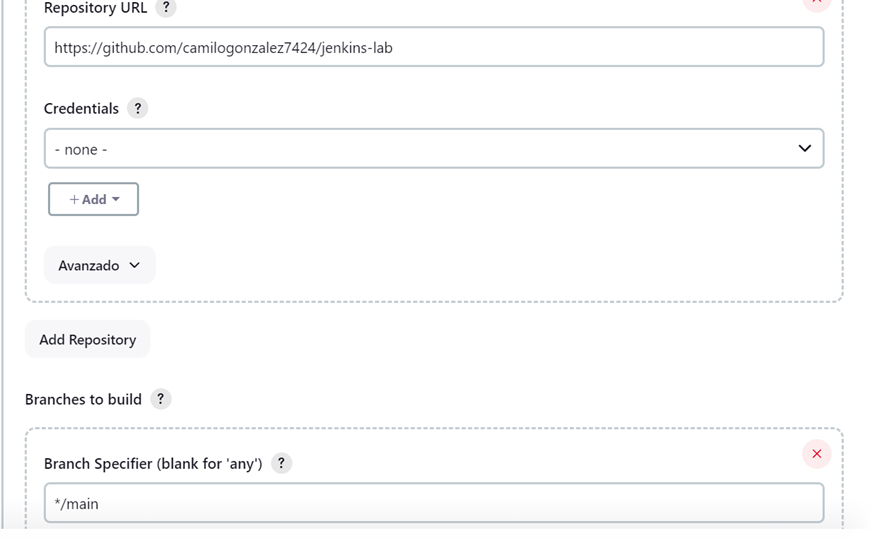 Repository URL ?
https://github.com/camilogonzalez7424/jenkins-lab
Credentials ?
- none -
+ Add
Avanzado
Add Repository
Branches to build ?
Branch Specifier (blank for 'any') ?
*/main